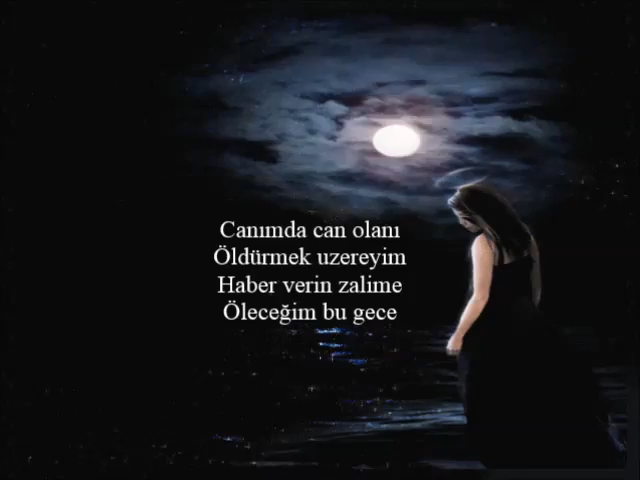 Canımda can olanı
Öldürmek uzereyim
Haber verin zalime
Öleceğim bu gece